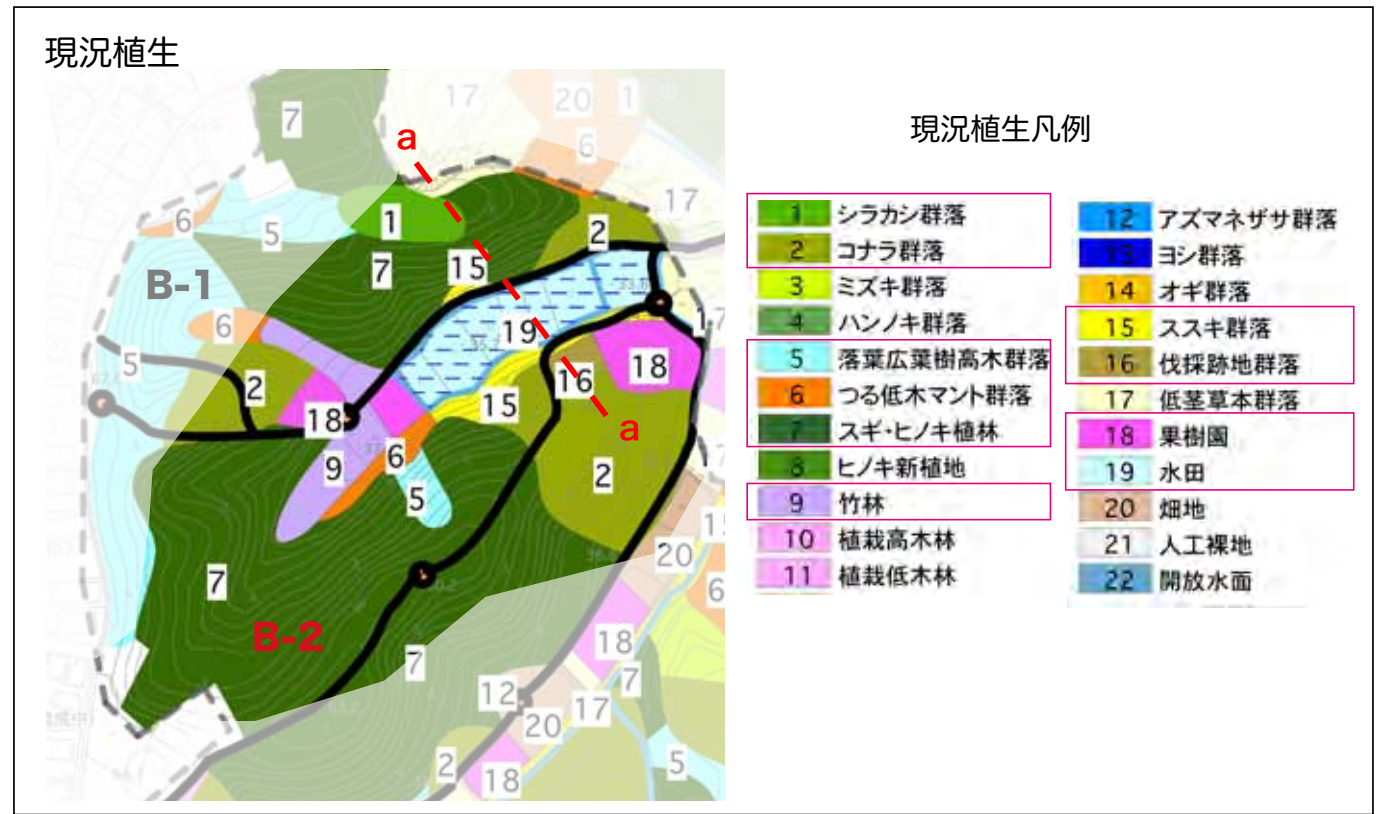 現況植生
現況植生凡例
1 シラカシ群落
2 コナラ群落
3 ミズキ群落
4 ハンノキ群落
5 落葉広葉樹高木群落
6 つる低木マント群落
7 スギ・ヒノキ植林
8 ヒノキ新植地
9 竹林
10 植栽高木林
11 植栽低木林
12 アズマネザサ群落
13 ヨシ群落
14 オギ群落
15 ススキ群落
16 伐採跡地群落
17 低茎草本群落
18 果樹園
19 水田
20 畑地
21 人工裸地
22 開放水面
17
20
1
7
a
6
17
6
5
1
2
7
15
B-1
6
19
17
5
2
16
18
18
15
a
9
6
5
2
15
20
7
6
B-2
7
18
7
12
17
20
2
18
5